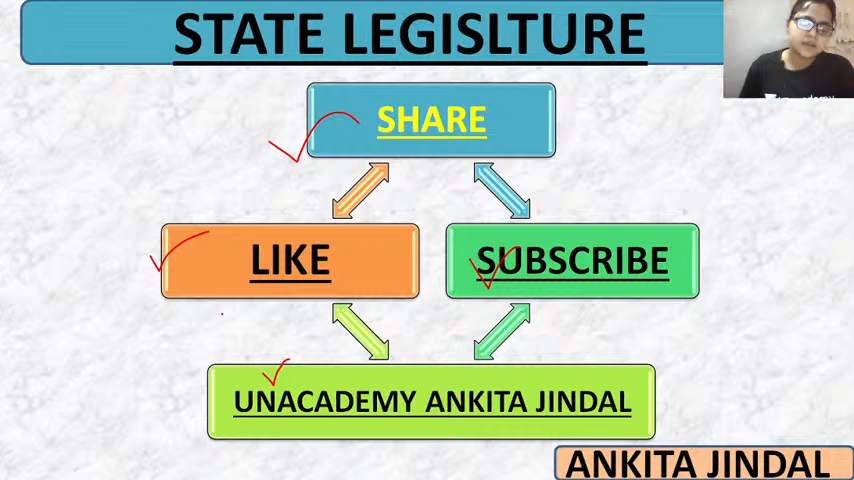 STATE LEGISLTURE
SHARE
LIKE
SUBSCRIBE
UNACADEMY ANKITA JINDAL
ANKITA JINDAL